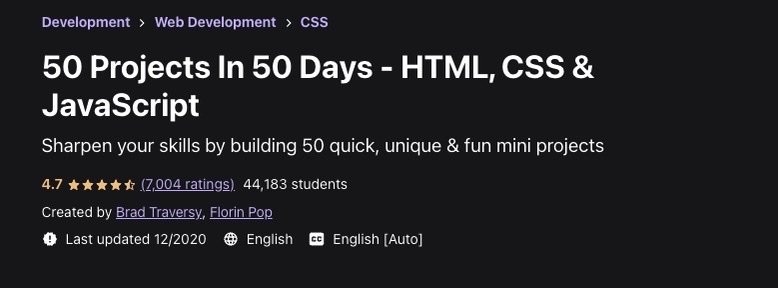 Development > Web Development > CSS
50 Projects In 50 Days - HTML, CSS &
JavaScript
Sharpen your skills by building 50 quick, unique & fun mini projects
4.7 ★★★★⯪ (7,004 ratings) 44,183 students
Created by Brad Traversy, Florin Pop
Last updated 12/2020 English CC English [Auto]